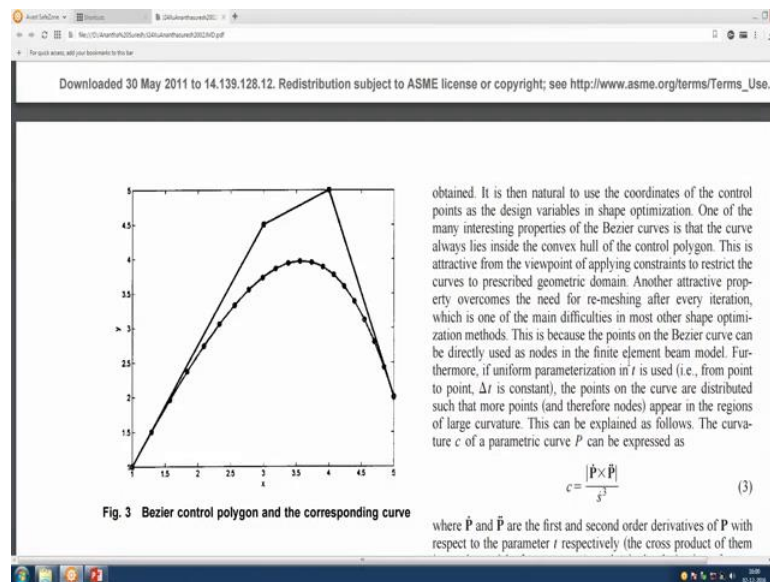 Avast SafeZone
Shortcuts
For quick access, add your bookmarks to this bar
Downloaded 30 May 2011 to 14.139.128.12. Redistribution subject to ASME license or copyright; see http://www.asme.org/terms/Terms_Use.
5
4.5
4
3.5
y 3
2.5
2
1.5
1 1.5 2 2.5 3 3.5 4 4.5 5
x
Fig. 3 Bezier control polygon and the corresponding curve
obtained. It is then natural to use the coordinates of the control
points as the design variables in shape optimization. One of the
many interesting properties of the Bezier curves is that the curve
always lies inside the convex hull of the control polygon. This is
attractive from the viewpoint of applying constraints to restrict the
curves to prescribed geometric domain. Another attractive prop-
erty overcomes the need for re-meshing after every iteration,
which is one of the main difficulties in most other shape optimi-
zation methods. This is because the points on the Bezier curve can
be directly used as nodes in the finite element beam model. Fur-
thermore, if uniform parameterization in t is used (i.e., from point
to point, Δt is constant), the points on the curve are distributed
such that more points (and therefore nodes) appear in the regions
of large curvature. This can be explained as follows. The curva-
ture c of a parametric curve P can be expressed as
c = |Ṗ×P̈| / ṡ³ (3)
where Ṗ and P̈ are the first and second order derivatives of P with
respect to the parameter t respectively (the cross product of them